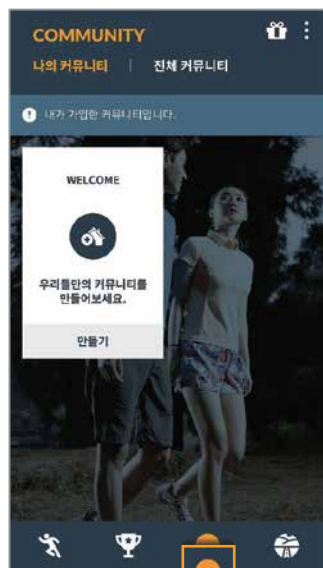 COMMUNITY
나의 커뮤니티 | 전체 커뮤니티
내가 가입한 커뮤니티입니다.
WELCOME
우리들만의 커뮤니티를
만들어보세요.
만들기